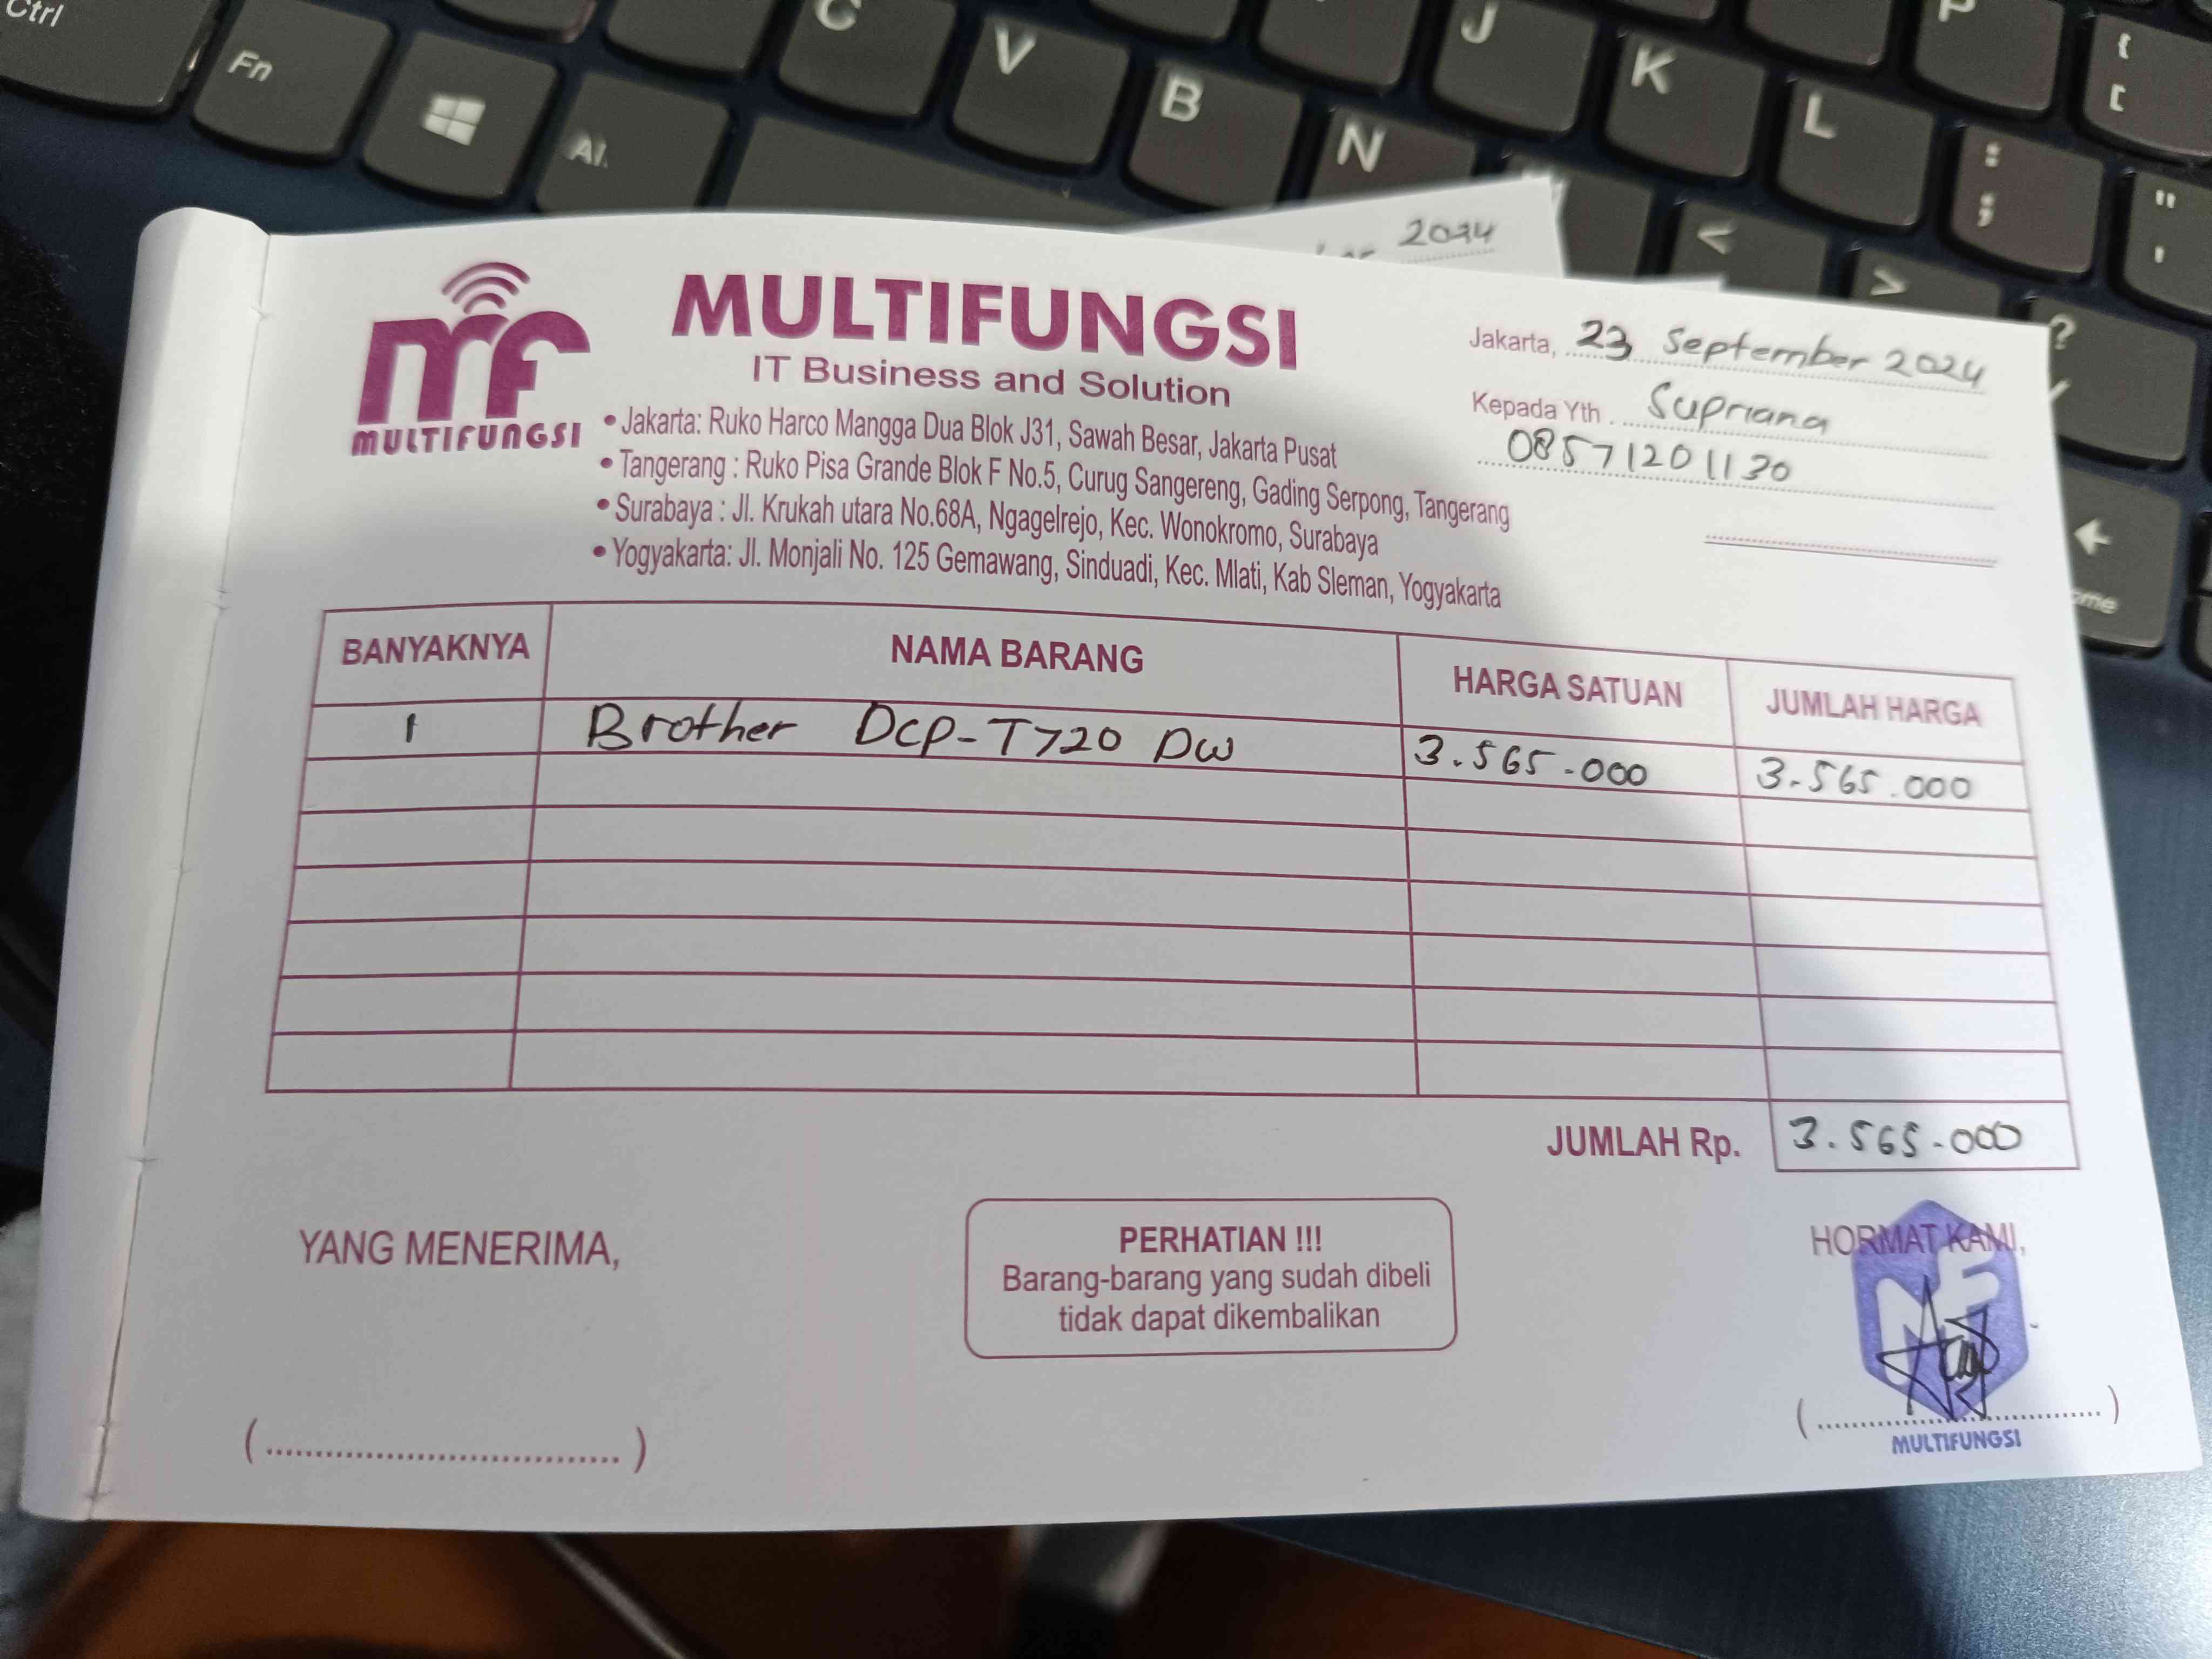 Ctrl
Fn
C
V
B
N
J
K
L
P
{
[
:
;
"
'
<
>
?
2024
MULTIFUNGSI
MULTIFUNGSI
IT Business and Solution
• Jakarta: Ruko Harco Mangga Dua Blok J31, Sawah Besar, Jakarta Pusat
• Tangerang : Ruko Pisa Grande Blok F No.5, Curug Sangereng, Gading Serpong, Tangerang
• Surabaya : Jl. Krukah utara No.68A, Ngagelrejo, Kec. Wonokromo, Surabaya
• Yogyakarta: Jl. Monjali No. 125 Gemawang, Sinduadi, Kec. Mlati, Kab Sleman, Yogyakarta
Jakarta, 23 September 2024
Kepada Yth. Supriana
085711201130
BANYAKNYA NAMA BARANG HARGA SATUAN JUMLAH HARGA
1 Brother DCP-T720 DW 3.565.000 3.565.000
JUMLAH Rp. 3.565.000
YANG MENERIMA,
PERHATIAN !!!
Barang-barang yang sudah dibeli
tidak dapat dikembalikan
HORMAT KAMI,
MF
(....................................)
(....................................)
MULTIFUNGSI